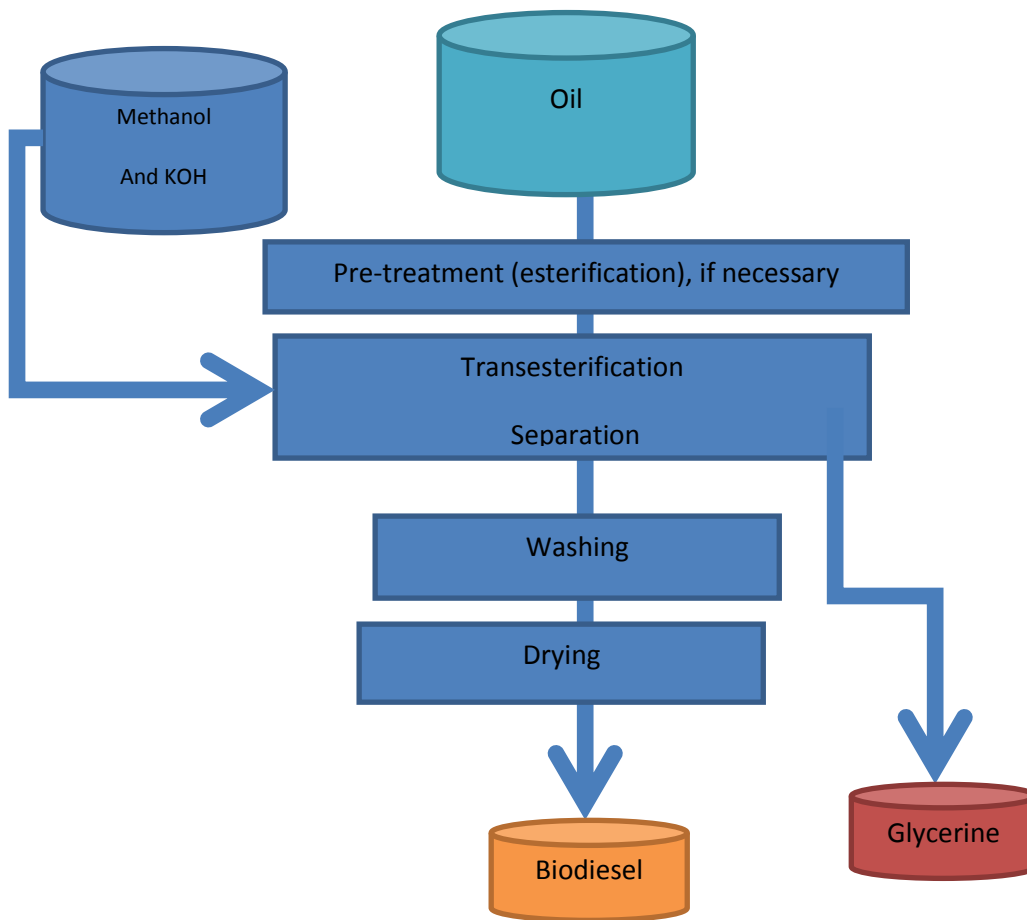 Methanol
And KOH
Oil
Pre-treatment (esterification), if necessary
Transesterification
Separation
Washing
Drying
Biodiesel
Glycerine